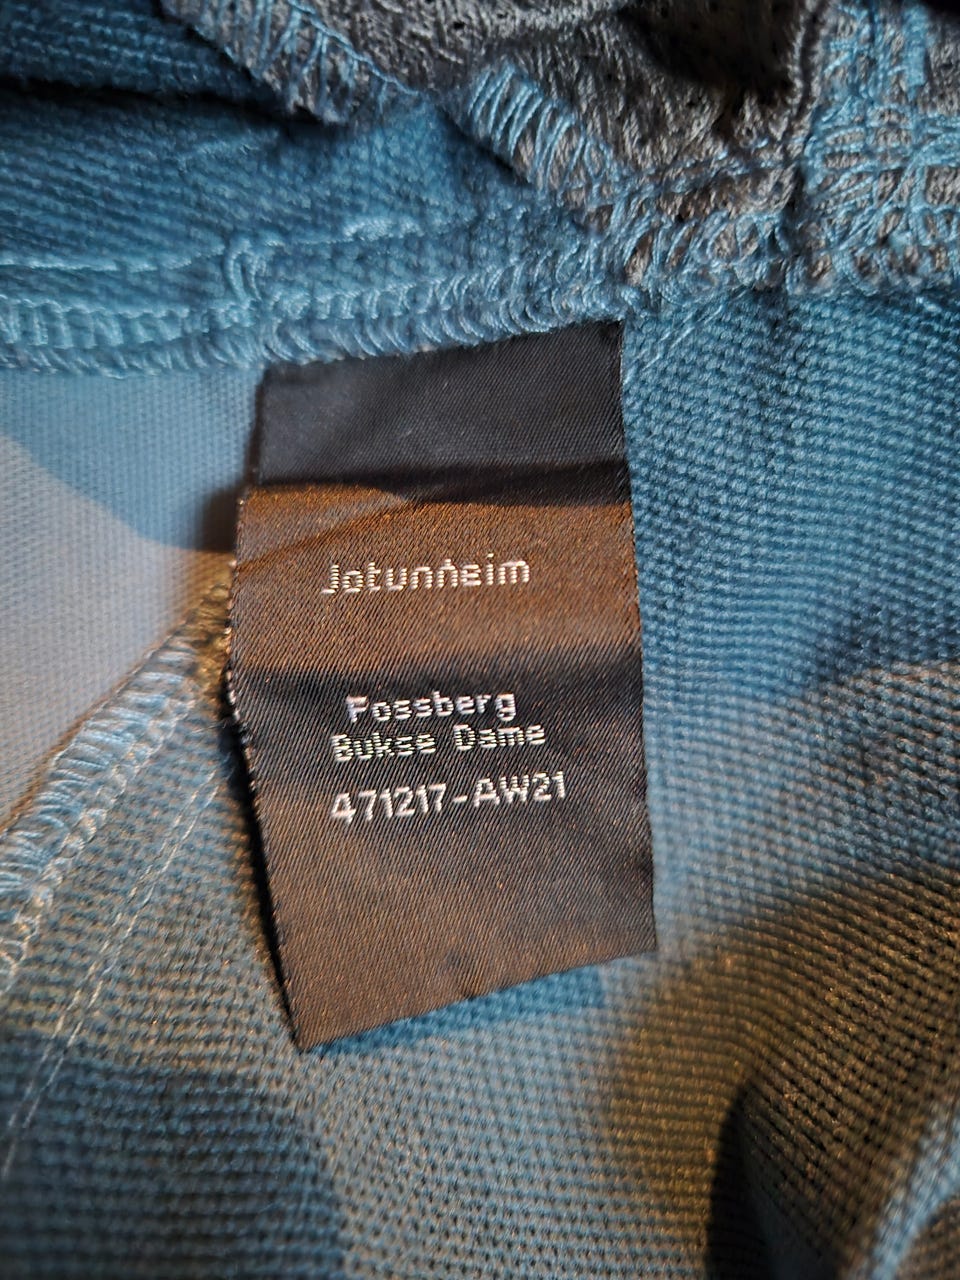 Jotunheim
Fossberg
Bukse Dame
471217-AW21